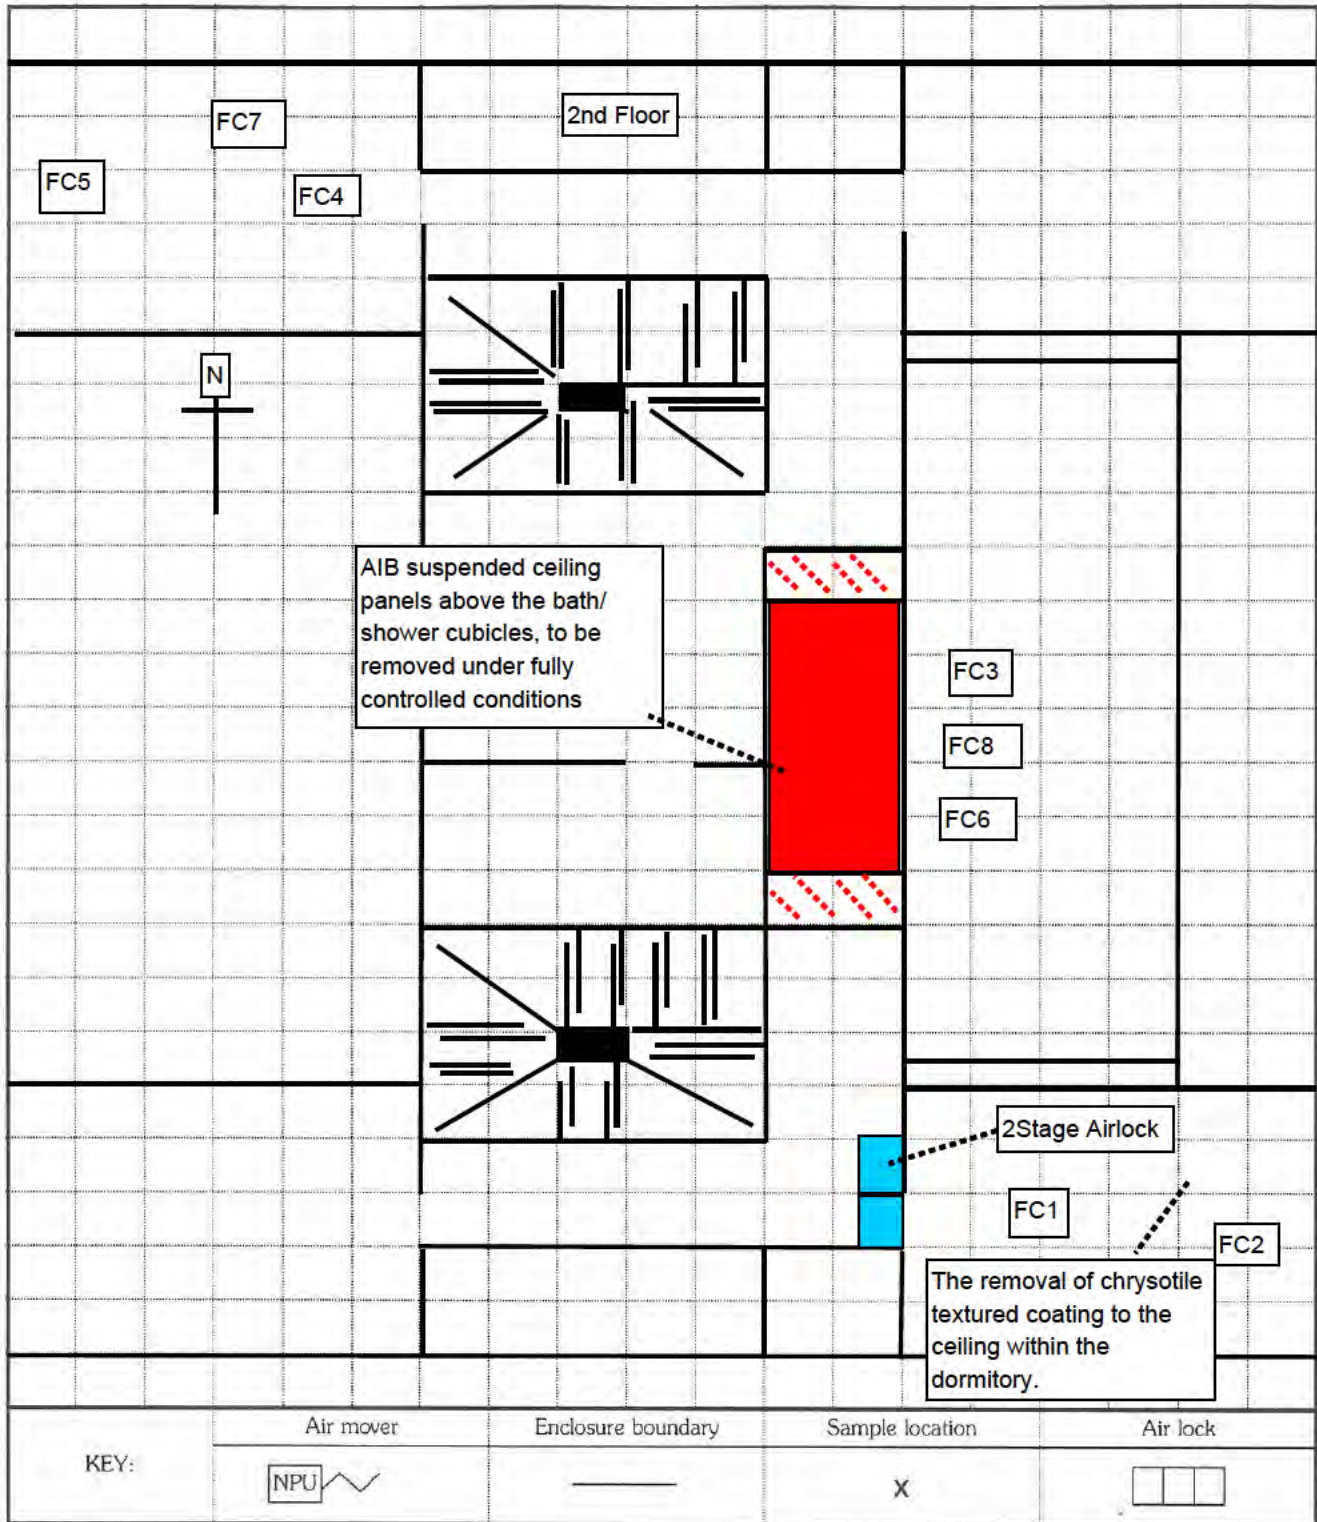 FC7
2nd Floor
FC5
FC4
N
AIB suspended ceiling
panels above the bath/
shower cubicles, to be
removed under fully
controlled conditions
FC3
FC8
FC6
2Stage Airlock
FC1
FC2
The removal of chrysotile
textured coating to the
ceiling within the
dormitory.
KEY:
Air mover
Enclosure boundary
Sample location
Air lock
NPU
X